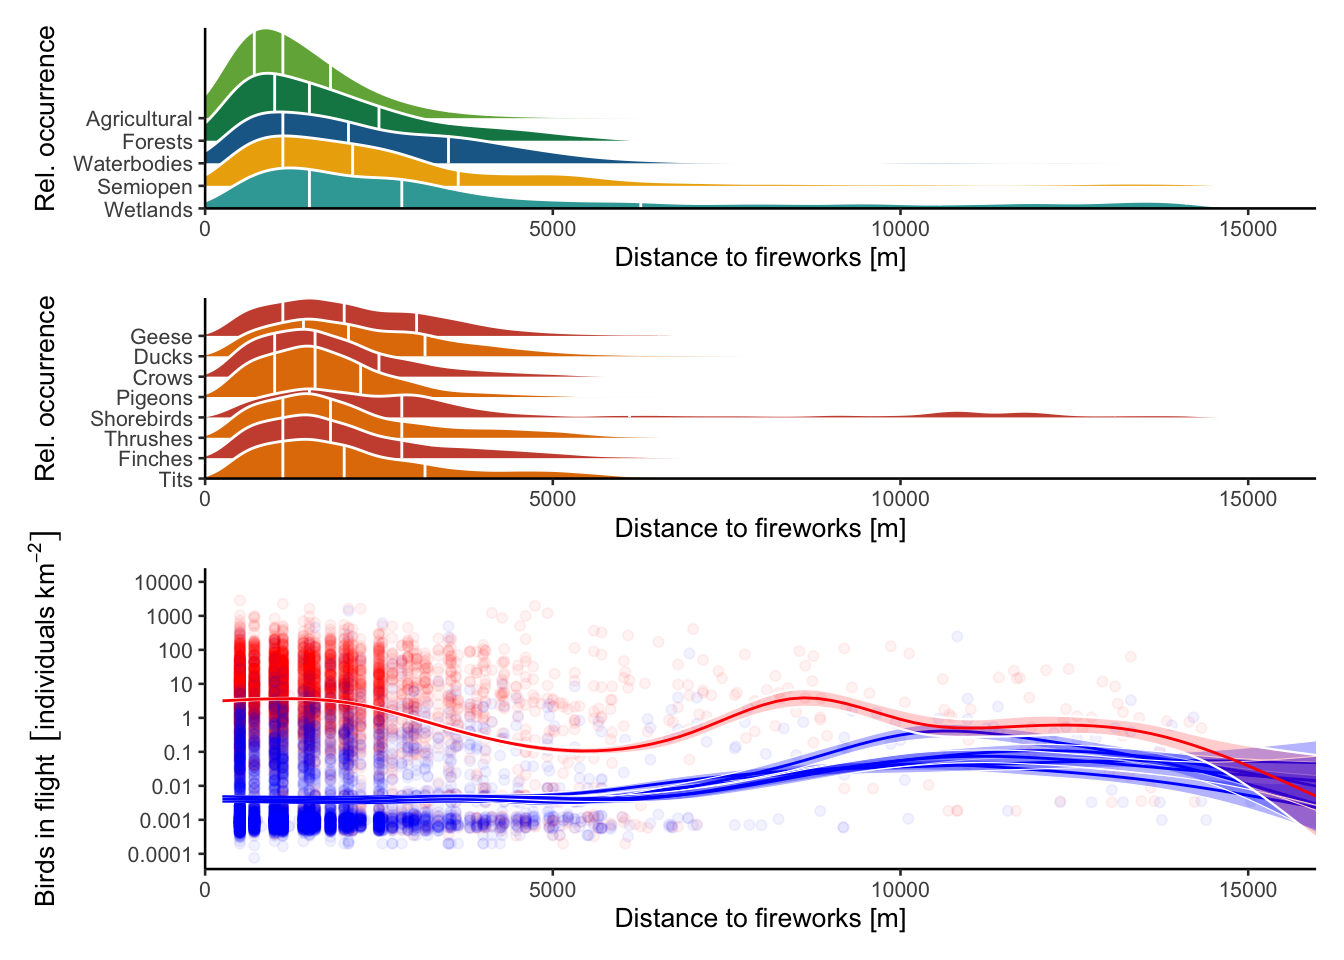 Rel. occurrence
Agricultural
Forests
Waterbodies
Semiopen
Wetlands
0 5000 10000 15000
Distance to fireworks [m]
Rel. occurrence
Geese
Ducks
Crows
Pigeons
Shorebirds
Thrushes
Finches
Tits
0 5000 10000 15000
Distance to fireworks [m]
Birds in flight [individuals km⁻²]
10000
1000
100
10
1
0.1
0.01
0.001
0.0001
0 5000 10000 15000
Distance to fireworks [m]